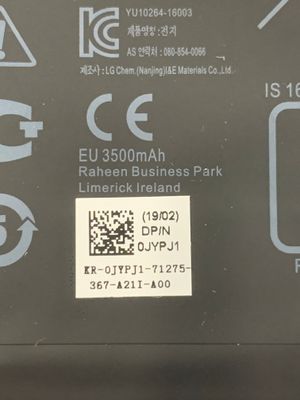 YU10264-16003
제품명칭 : 전지
AS 연락처 : 080-854-0066
제조사 : LG Chem.(Nanjing)I&E Materials Co.,Ltd.
CE
IS 16
EU 3500mAh
Raheen Business Park
Limerick Ireland
(19/02)
DP/N
0JYPJ1
KR-0JYPJ1-71275-
367-A21I-A00